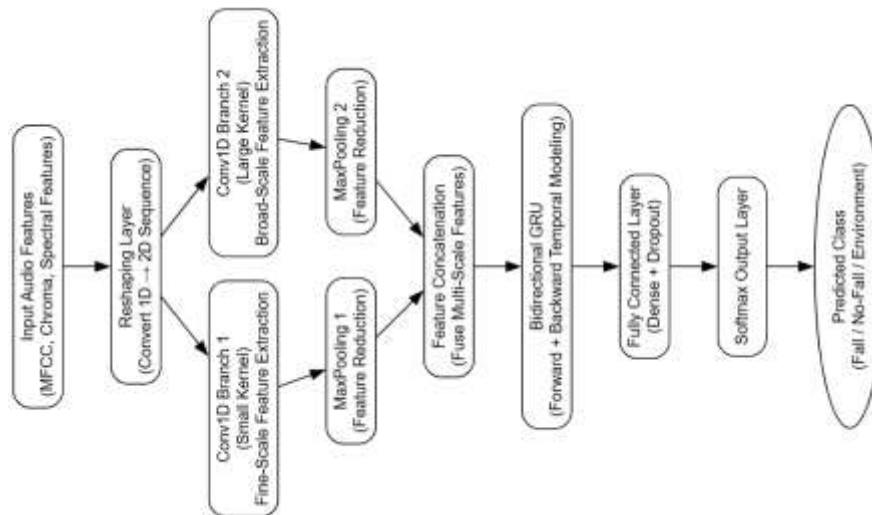 Input Audio Features
(MFCC, Chroma, Spectral Features)
Reshaping Layer
(Convert 1D → 2D Sequence)
Conv1D Branch 1
(Small Kernel)
Fine-Scale Feature Extraction
Conv1D Branch 2
(Large Kernel)
Broad-Scale Feature Extraction
MaxPooling 1
(Feature Reduction)
MaxPooling 2
(Feature Reduction)
Feature Concatenation
(Fuse Multi-Scale Features)
Bidirectional GRU
(Forward + Backward Temporal Modeling)
Fully Connected Layer
(Dense + Dropout)
Softmax Output Layer
Predicted Class
(Fall / No-Fall / Environment)